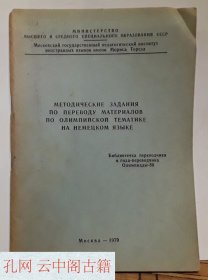 МИНИСТЕРСТВО
ВЫСШЕГО И СРЕДНЕГО СПЕЦИАЛЬНОГО ОБРАЗОВАНИЯ СССР
Московский государственный педагогический институт
иностранных языков имени Мориса Тореза
МЕТОДИЧЕСКИЕ ЗАДАНИЯ
ПО ПЕРЕВОДУ МАТЕРИАЛОВ
ПО ОЛИМПИЙСКОЙ ТЕМАТИКЕ
НА НЕМЕЦКОМ ЯЗЫКЕ
Библиотечка переводчика
и гида-переводчика
Олимпиады-80
Москва — 1979
孔网 云中阁古籍